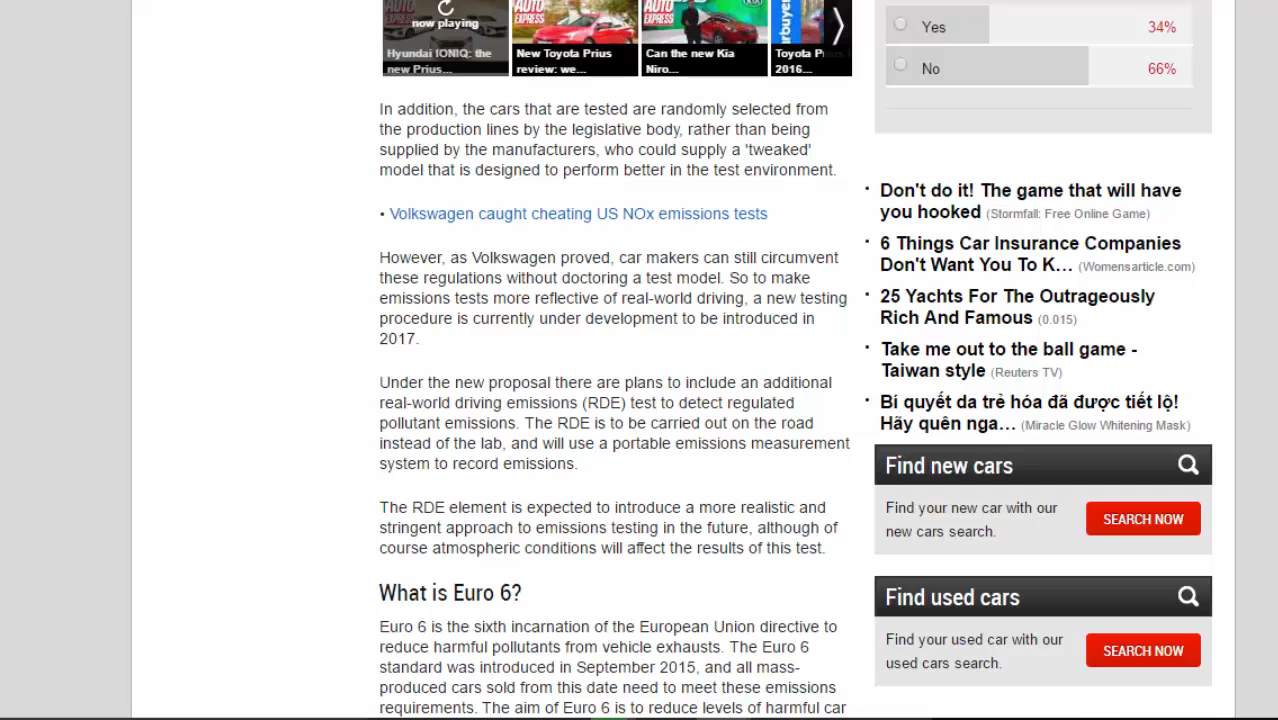 now playing
AUTO EXPRESS
AUTO EXPRESS
carbuyer
Hyundai IONIQ: the new Prius...
New Toyota Prius review: we...
Can the new Kia Niro...
Toyota 2016...
In addition, the cars that are tested are randomly selected from
the production lines by the legislative body, rather than being
supplied by the manufacturers, who could supply a 'tweaked'
model that is designed to perform better in the test environment.
• Volkswagen caught cheating US NOx emissions tests
However, as Volkswagen proved, car makers can still circumvent
these regulations without doctoring a test model. So to make
emissions tests more reflective of real-world driving, a new testing
procedure is currently under development to be introduced in
2017.
Under the new proposal there are plans to include an additional
real-world driving emissions (RDE) test to detect regulated
pollutant emissions. The RDE is to be carried out on the road
instead of the lab, and will use a portable emissions measurement
system to record emissions.
The RDE element is expected to introduce a more realistic and
stringent approach to emissions testing in the future, although of
course atmospheric conditions will affect the results of this test.
What is Euro 6?
Euro 6 is the sixth incarnation of the European Union directive to
reduce harmful pollutants from vehicle exhausts. The Euro 6
standard was introduced in September 2015, and all mass-
produced cars sold from this date need to meet these emissions
requirements. The aim of Euro 6 is to reduce levels of harmful car
Yes 34%
No 66%
· Don't do it! The game that will have
you hooked (Stormfall: Free Online Game)
· 6 Things Car Insurance Companies
Don't Want You To K... (Womensarticle.com)
· 25 Yachts For The Outrageously
Rich And Famous (0.015)
· Take me out to the ball game -
Taiwan style (Reuters TV)
· Bí quyết da trẻ hóa đã được tiết lộ!
Hãy quên nga... (Miracle Glow Whitening Mask)
Find new cars
Find your new car with our
new cars search.
SEARCH NOW
Find used cars
Find your used car with our
used cars search.
SEARCH NOW